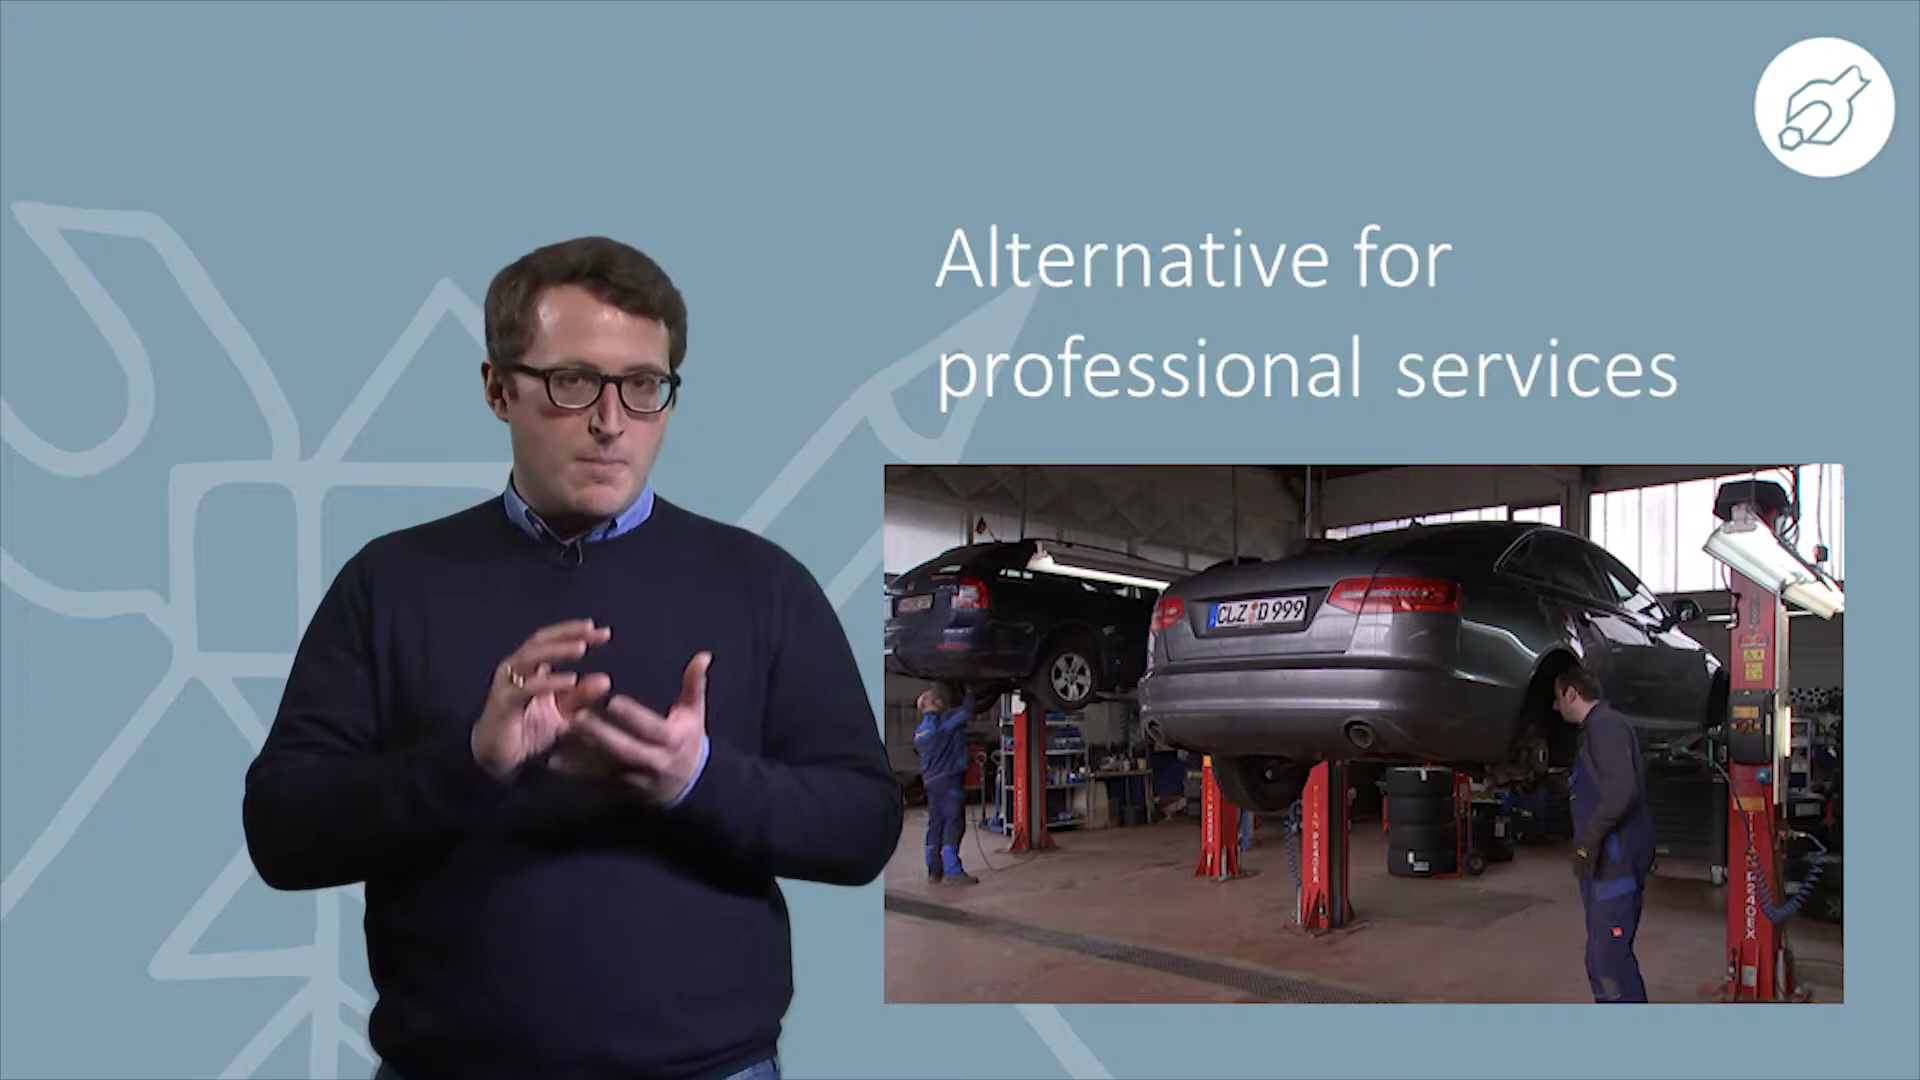 Alternative for
professional services
CLZ D 999